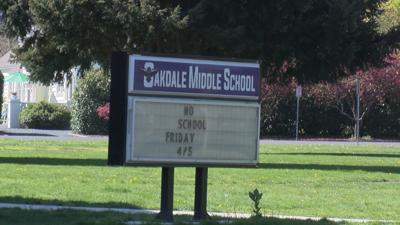 OAKDALE MIDDLE SCHOOL
NO
SCHOOL
FRIDAY
4/5